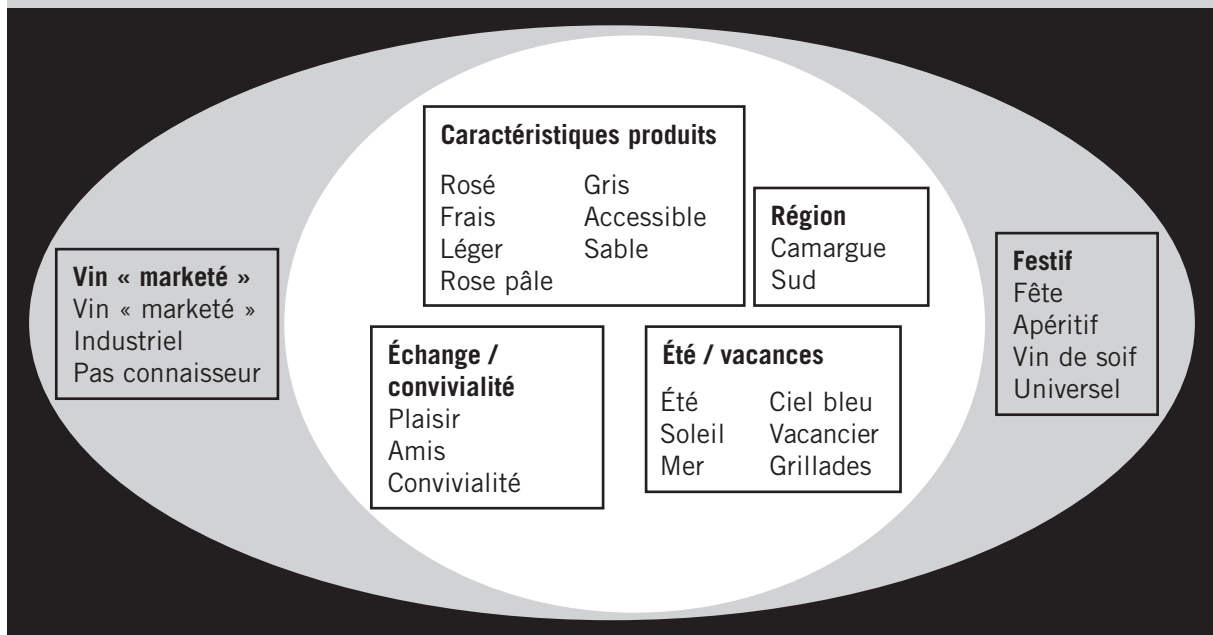 Caractéristiques produits
Rosé Gris
Frais Accessible
Léger Sable
Rose pâle
Région
Camargue
Sud
Vin « marketé »
Vin « marketé »
Industriel
Pas connaisseur
Festif
Fête
Apéritif
Vin de soif
Universel
Échange /
convivialité
Plaisir
Amis
Convivialité
Été / vacances
Été Ciel bleu
Soleil Vacancier
Mer Grillades